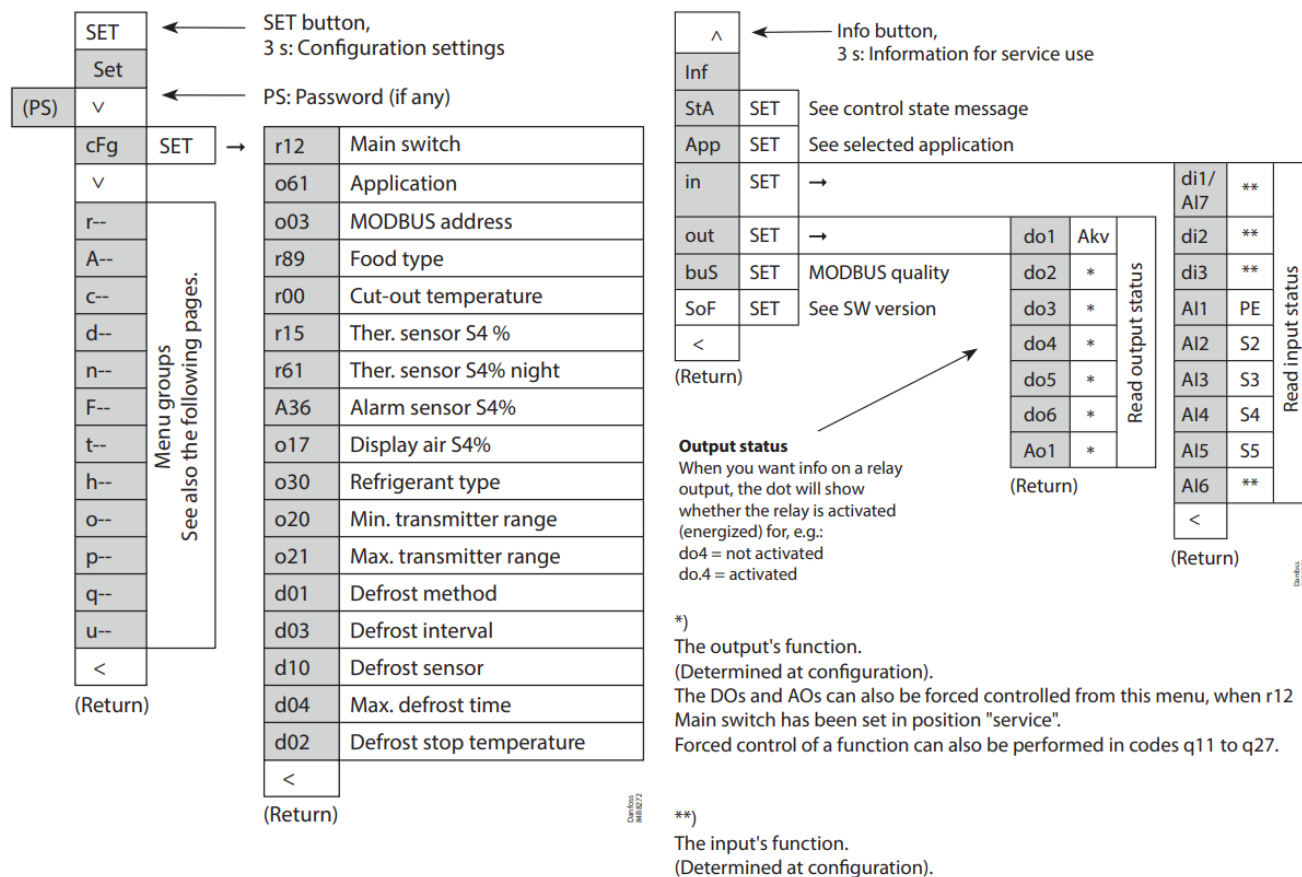 SET
SET button,
3 s: Configuration settings
Set
(PS) ˅
PS: Password (if any)
cFg SET →
˅
r--
A--
c--
d--
n--
F--
t--
h--
o--
p--
q--
u--
<
(Return)
Menu groups
See also the following pages.
r12 Main switch
o61 Application
o03 MODBUS address
r89 Food type
r00 Cut-out temperature
r15 Ther. sensor S4 %
r61 Ther. sensor S4% night
A36 Alarm sensor S4%
o17 Display air S4%
o30 Refrigerant type
o20 Min. transmitter range
o21 Max. transmitter range
d01 Defrost method
d03 Defrost interval
d10 Defrost sensor
d04 Max. defrost time
d02 Defrost stop temperature
<
(Return)
Danfoss
84B8272
˄
Info button,
3 s: Information for service use
Inf
StA SET See control state message
App SET See selected application
in SET →
out SET →
buS SET MODBUS quality
SoF SET See SW version
<
(Return)
do1 Akv
do2 *
do3 *
do4 *
do5 *
do6 *
Ao1 *
Read output status
(Return)
di1/
AI7 **
di2 **
di3 **
AI1 PE
AI2 S2
AI3 S3
AI4 S4
AI5 S5
AI6 **
<
Read input status
(Return)
Danfoss
Output status
When you want info on a relay
output, the dot will show
whether the relay is activated
(energized) for, e.g.:
do4 = not activated
do.4 = activated
*)
The output's function.
(Determined at configuration).
The DOs and AOs can also be forced controlled from this menu, when r12
Main switch has been set in position "service".
Forced control of a function can also be performed in codes q11 to q27.
**)
The input's function.
(Determined at configuration).